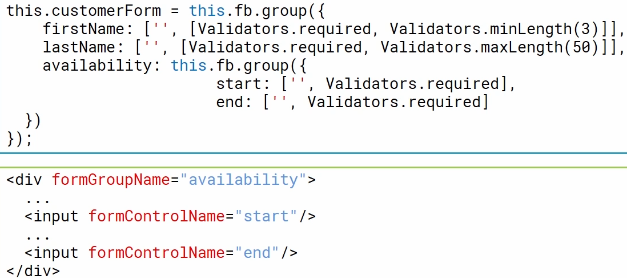 this.customerForm = this.fb.group({
    firstName: ['', [Validators.required, Validators.minLength(3)]],
    lastName: ['', [Validators.required, Validators.maxLength(50)]],
    availability: this.fb.group({
                       start: ['', Validators.required],
                       end: ['', Validators.required]
  })
});
<div formGroupName="availability">
  ...
  <input formControlName="start"/>
  ...
  <input formControlName="end"/>
</div>